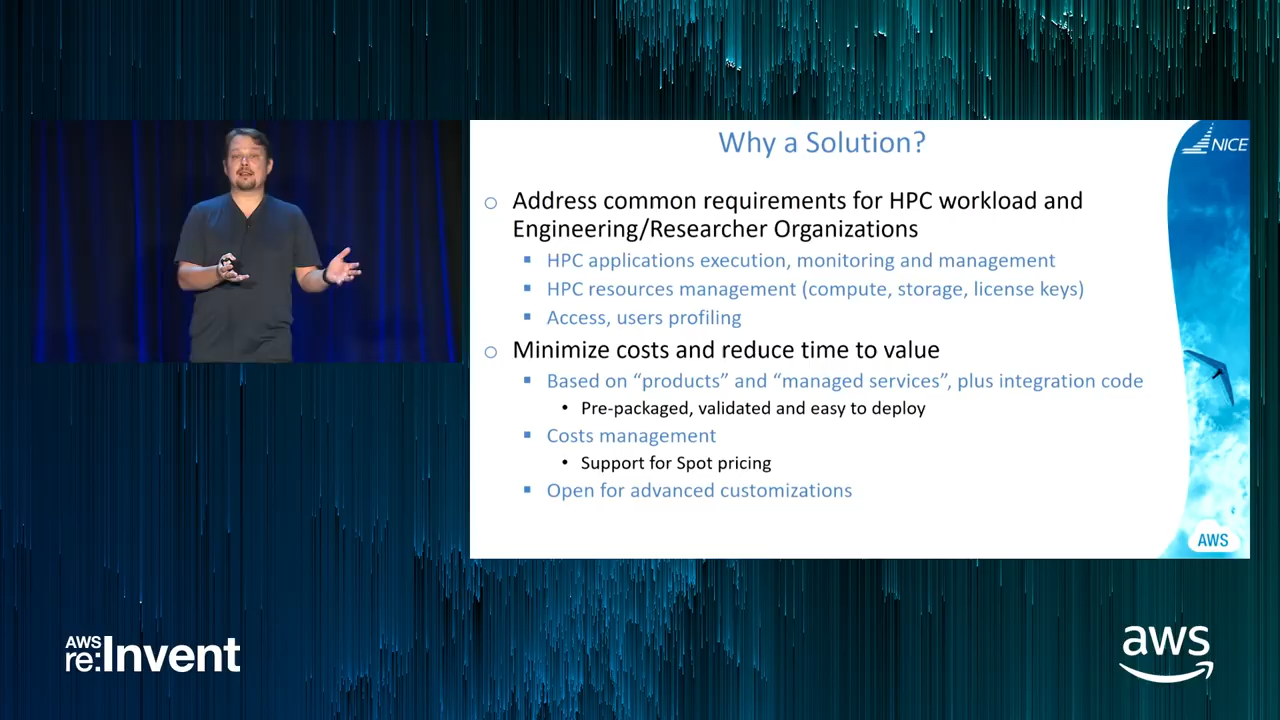 Why a Solution?
NICE
Address common requirements for HPC workload and
Engineering/Researcher Organizations
HPC applications execution, monitoring and management
HPC resources management (compute, storage, license keys)
Access, users profiling
Minimize costs and reduce time to value
Based on “products” and “managed services”, plus integration code
Pre-packaged, validated and easy to deploy
Costs management
Support for Spot pricing
Open for advanced customizations
AWS
AWS
re:Invent
aws